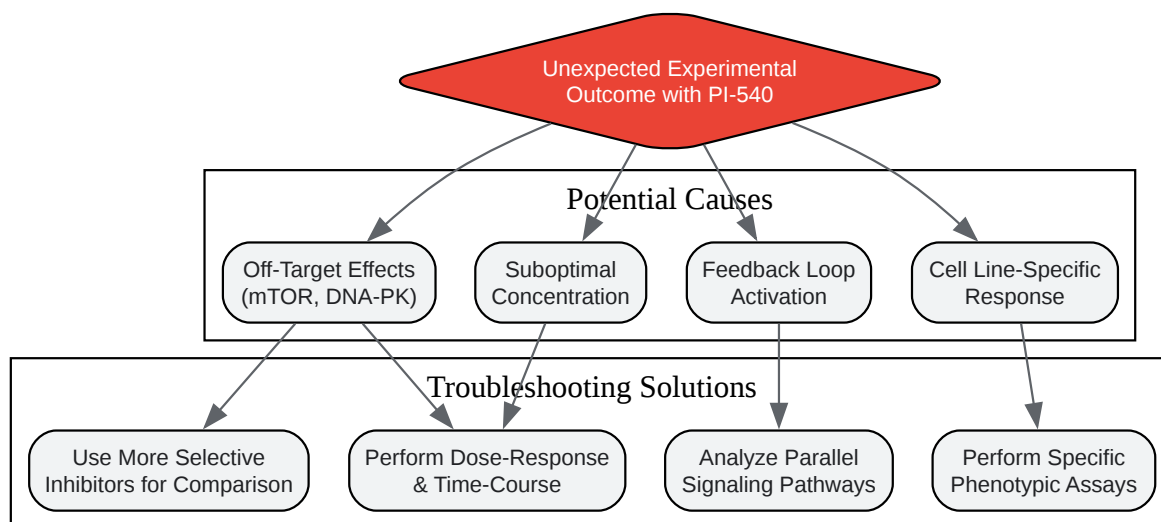 Unexpected Experimental
Outcome with PI-540
Potential Causes
Off-Target Effects
(mTOR, DNA-PK)
Suboptimal
Concentration
Feedback Loop
Activation
Cell Line-Specific
Response
Troubleshooting Solutions
Use More Selective
Inhibitors for Comparison
Perform Dose-Response
& Time-Course
Analyze Parallel
Signaling Pathways
Perform Specific
Phenotypic Assays